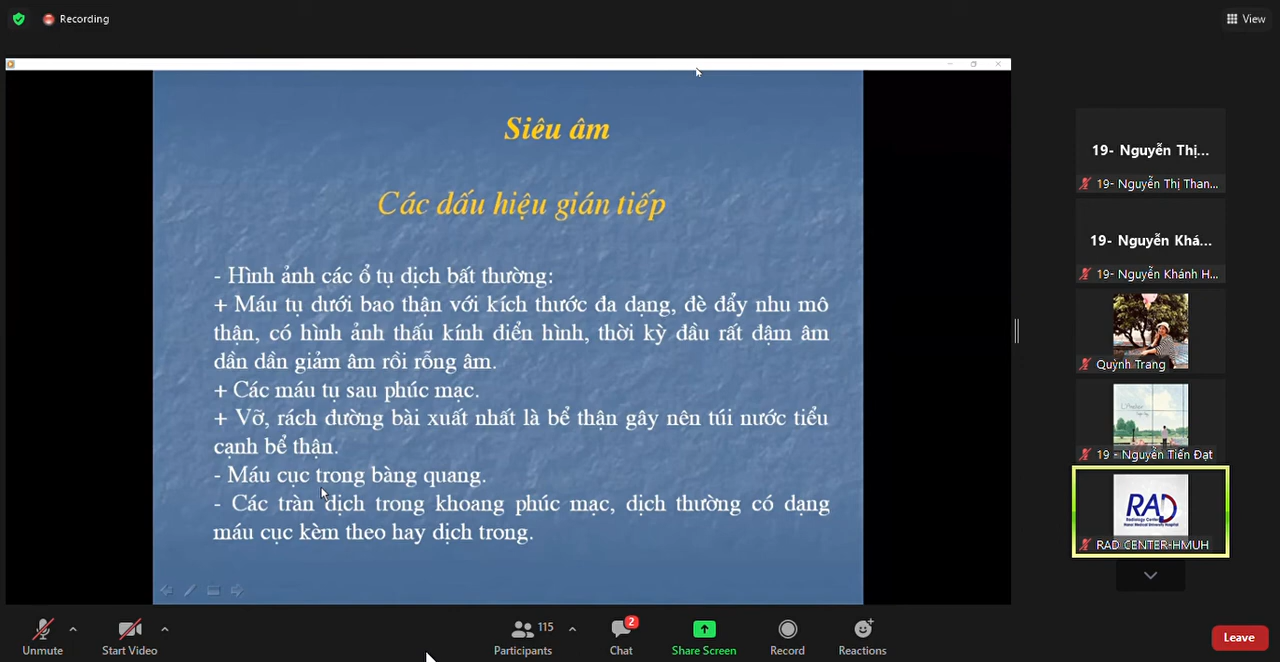 Recording
View
Siêu âm
Các dấu hiệu gián tiếp
- Hình ảnh các ổ tụ dịch bất thường:
+ Máu tụ dưới bao thận với kích thước đa dạng, đè đẩy nhu mô
thận, có hình ảnh thấu kính điển hình, thời kỳ đầu rất đậm âm
dần dần giảm âm rồi rỗng âm.
+ Các máu tụ sau phúc mạc.
+ Vỡ, rách đường bài xuất nhất là bể thận gây nên túi nước tiểu
cạnh bể thận.
- Máu cục trong bàng quang.
- Các tràn dịch trong khoang phúc mạc, dịch thường có dạng
máu cục kèm theo hay dịch trong.
19- Nguyễn Thị...
19- Nguyễn Thị Than...
19- Nguyễn Khá...
19- Nguyễn Khánh H...
Quỳnh Trang
19 - Nguyễn Tiến Đạt
RAD
Radiology Center
Hanoi Medical University Hospital
RAD CENTER-HMUH
Unmute
Start Video
115
Participants
2
Chat
Share Screen
Record
Reactions
Leave